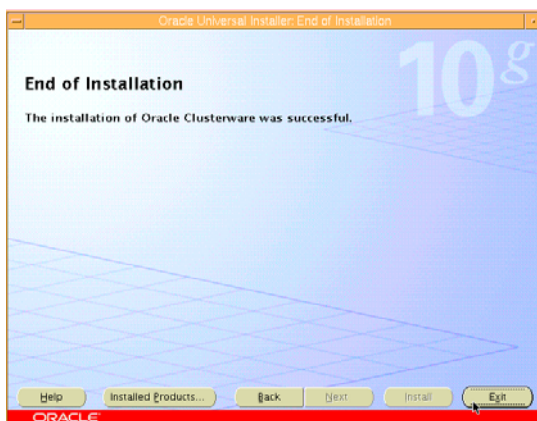 Oracle Universal Installer: End of Installation
10g
End of Installation
The installation of Oracle Clusterware was successful.
Help Installed Products... Back Next Install Exit
ORACLE